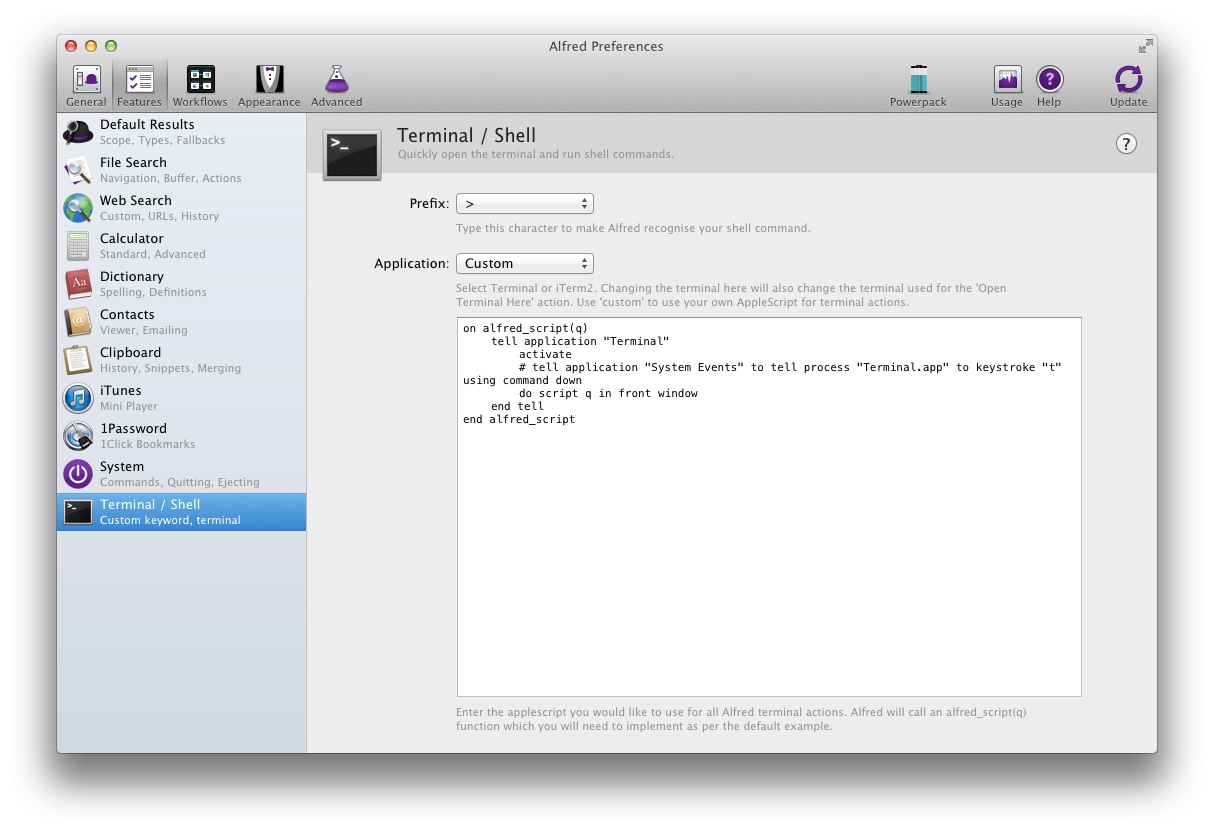 Alfred Preferences
General Features Workflows Appearance Advanced Powerpack Usage Help Update
Default Results
Scope, Types, Fallbacks
File Search
Navigation, Buffer, Actions
Web Search
Custom, URLs, History
Calculator
Standard, Advanced
Dictionary
Spelling, Definitions
Contacts
Viewer, Emailing
Clipboard
History, Snippets, Merging
iTunes
Mini Player
1Password
1Click Bookmarks
System
Commands, Quitting, Ejecting
Terminal / Shell
Custom keyword, terminal
Terminal / Shell
Quickly open the terminal and run shell commands.
?
Prefix: >
Type this character to make Alfred recognise your shell command.
Application: Custom
Select Terminal or iTerm2. Changing the terminal here will also change the terminal used for the 'Open
Terminal Here' action. Use 'custom' to use your own AppleScript for terminal actions.
on alfred_script(q)
    tell application "Terminal"
        activate
        # tell application "System Events" to tell process "Terminal.app" to keystroke "t"
using command down
        do script q in front window
    end tell
end alfred_script
Enter the applescript you would like to use for all Alfred terminal actions. Alfred will call an alfred_script(q)
function which you will need to implement as per the default example.